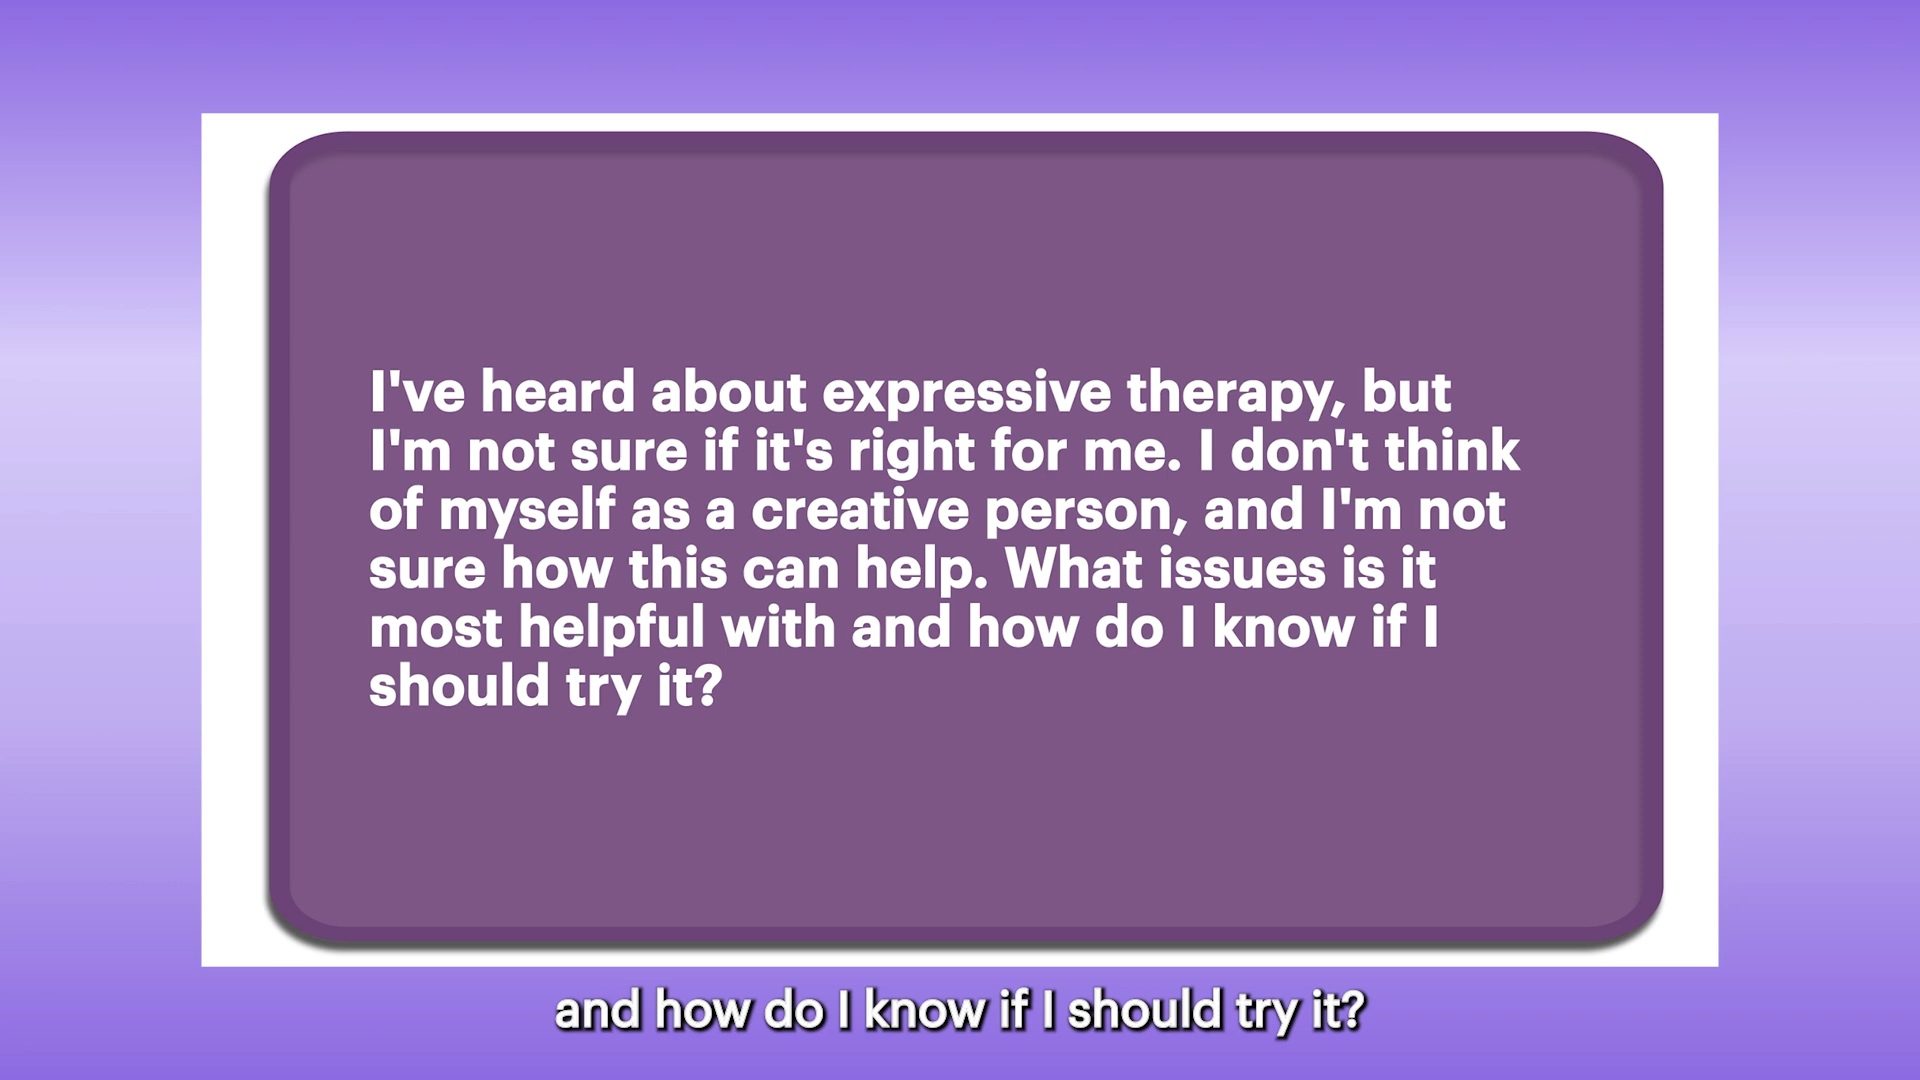 I've heard about expressive therapy, but
I'm not sure if it's right for me. I don't think
of myself as a creative person, and I'm not
sure how this can help. What issues is it
most helpful with and how do I know if I
should try it?
and how do I know if I should try it?